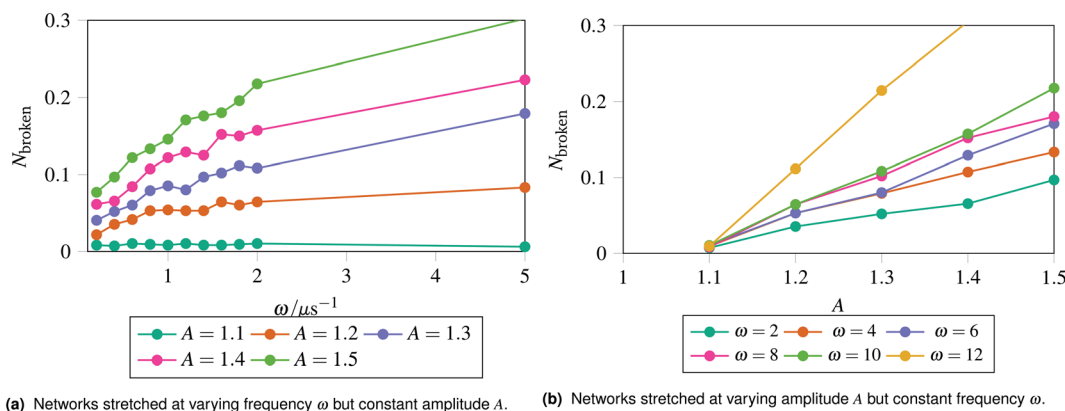 0.3
0.2
0.1
0
N_broken
1 2 3 4 5
ω/μs⁻¹
A = 1.1 A = 1.2 A = 1.3
A = 1.4 A = 1.5
(a) Networks stretched at varying frequency ω but constant amplitude A.
0.3
0.2
0.1
0
N_broken
1 1.1 1.2 1.3 1.4 1.5
A
ω = 2 ω = 4 ω = 6
ω = 8 ω = 10 ω = 12
(b) Networks stretched at varying amplitude A but constant frequency ω.